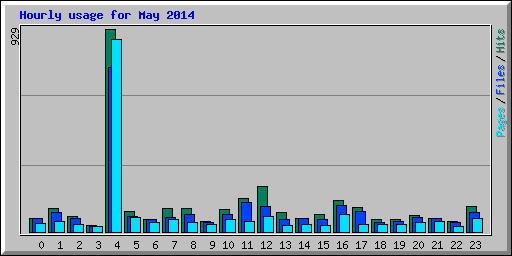 Hourly usage for May 2014
929
Pages/Files/Hits
0 1 2 3 4 5 6 7 8 9 10 11 12 13 14 15 16 17 18 19 20 21 22 23